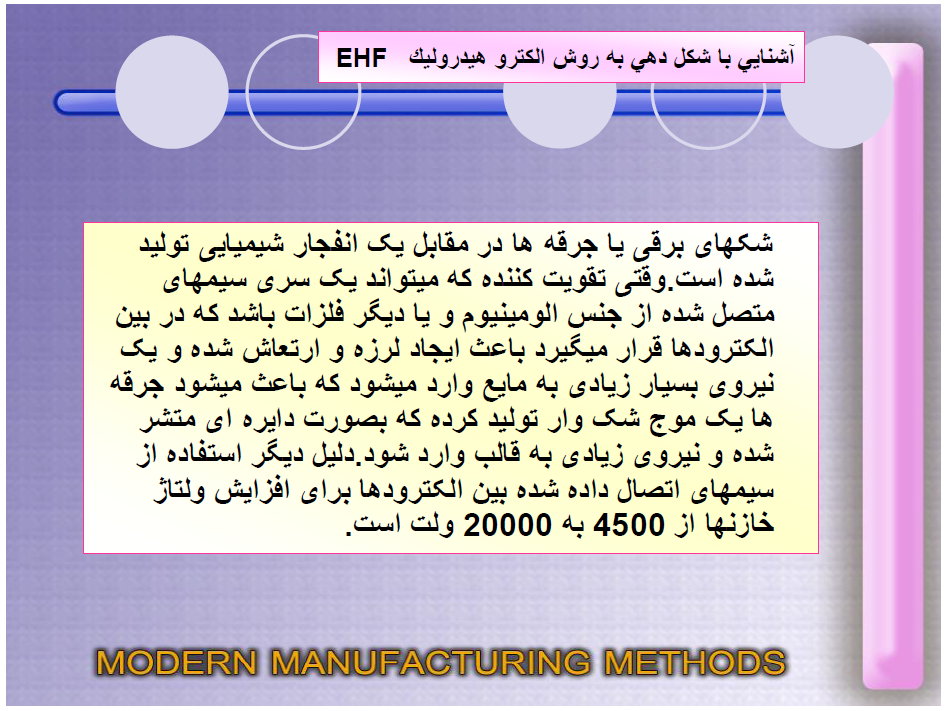 آشنايي با شكل دهي به روش الكترو هيدروليك EHF
شکهای برقی یا جرقه ها در مقابل یک انفجار شیمیایی تولید
شده است.وقتی تقویت کننده که میتواند یک سری سیمهای
متصل شده از جنس الومینیوم و یا دیگر فلزات باشد که در بین
الکترودها قرار میگیرد باعث ایجاد لرزه و ارتعاش شده و یک
نیروی بسیار زیادی به مایع وارد میشود که باعث میشود جرقه
ها یک موج شک وار تولید کرده که بصورت دایره ای متشر
شده و نیروی زیادی به قالب وارد شود.دلیل دیگر استفاده از
سیمهای اتصال داده شده بین الکترودها برای افزایش ولتاژ
خازنها از 4500 به 20000 ولت است.
MODERN MANUFACTURING METHODS